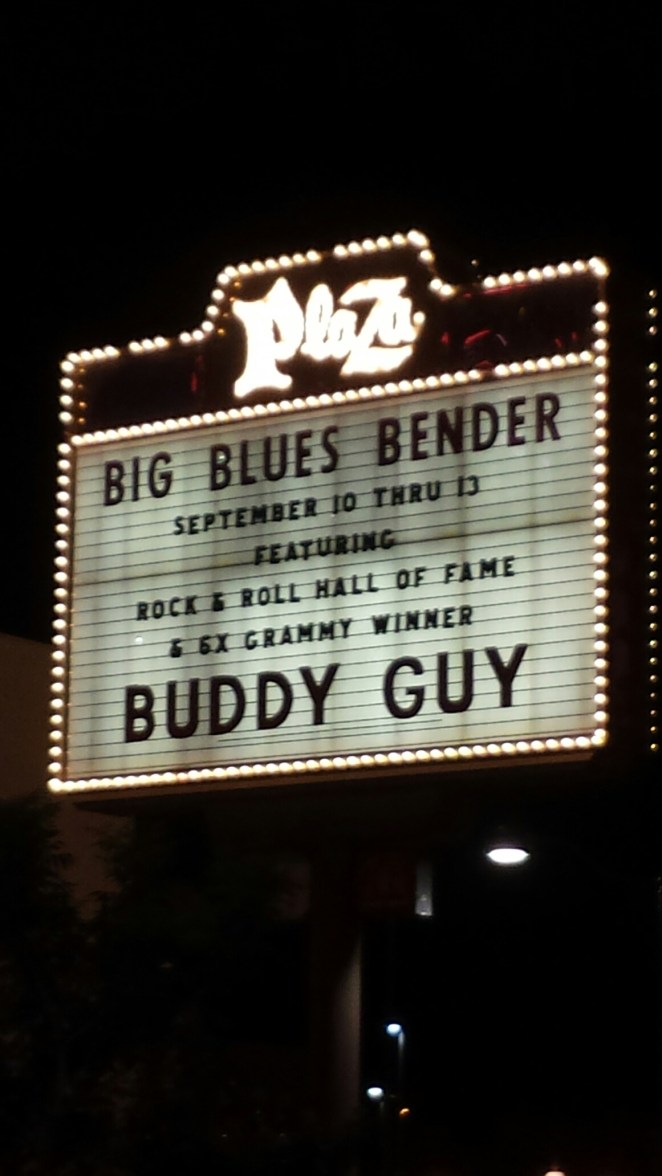 Plaza
BIG BLUES BENDER
SEPTEMBER 10 THRU 13
FEATURING
ROCK & ROLL HALL OF FAME
& 6X GRAMMY WINNER
BUDDY GUY